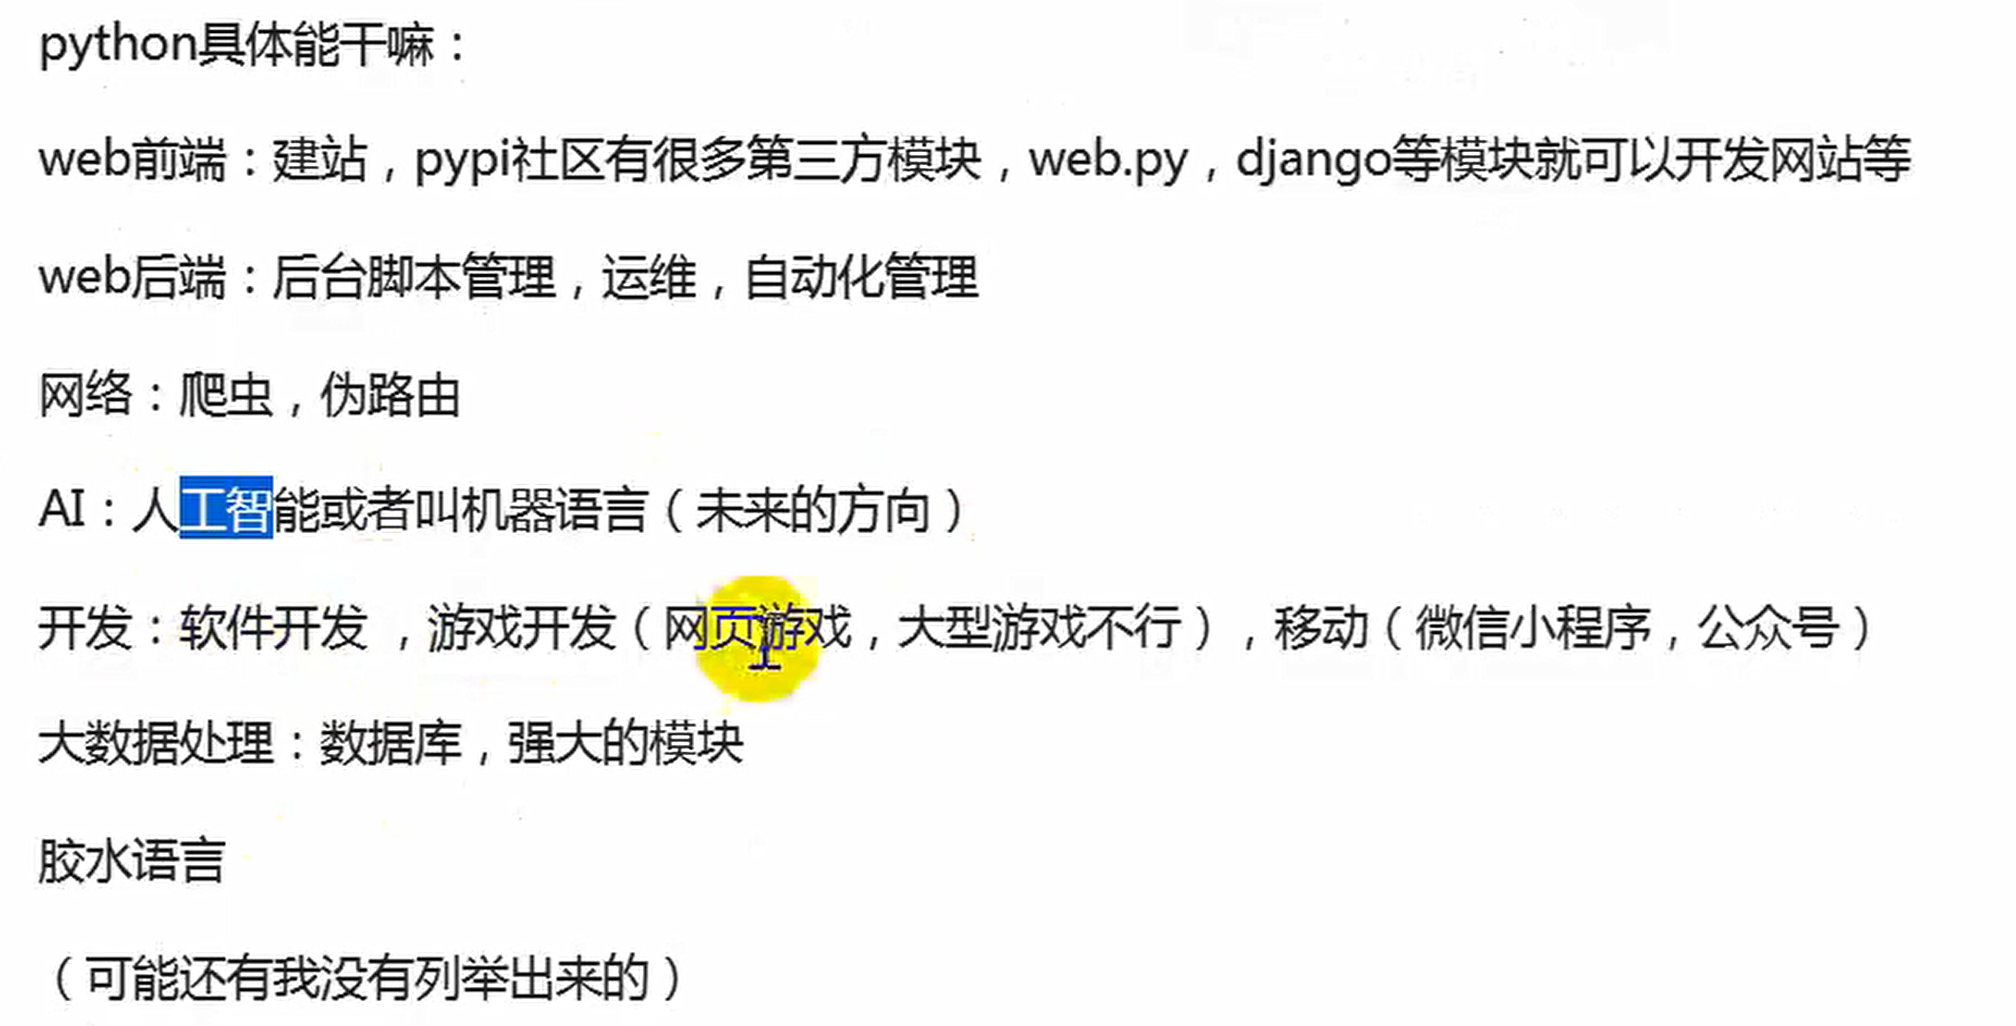 python具体能干嘛：
web前端：建站，pypi社区有很多第三方模块，web.py，django等模块就可以开发网站等
web后端：后台脚本管理，运维，自动化管理
网络：爬虫，伪路由
AI：人工智能或者叫机器语言（未来的方向）
开发：软件开发 ，游戏开发（网页游戏，大型游戏不行），移动（微信小程序，公众号）
大数据处理：数据库，强大的模块
胶水语言
（可能还有我没有列举出来的）